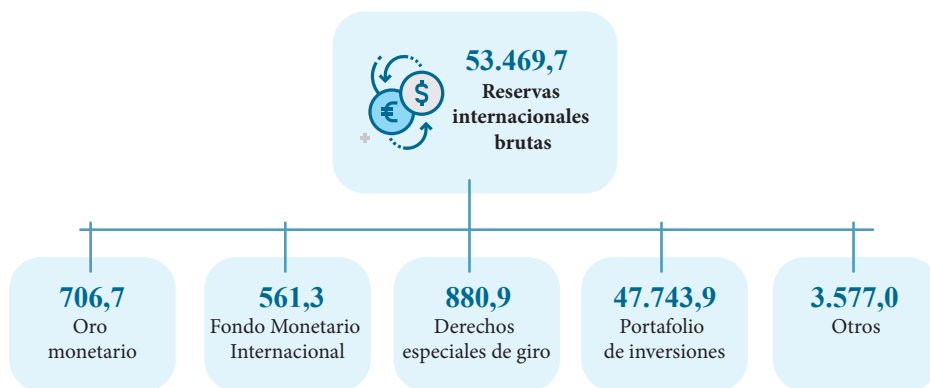 53.469,7
Reservas
internacionales
brutas
€
$
706,7
Oro
monetario
561,3
Fondo Monetario
Internacional
880,9
Derechos
especiales de giro
47.743,9
Portafolio
de inversiones
3.577,0
Otros